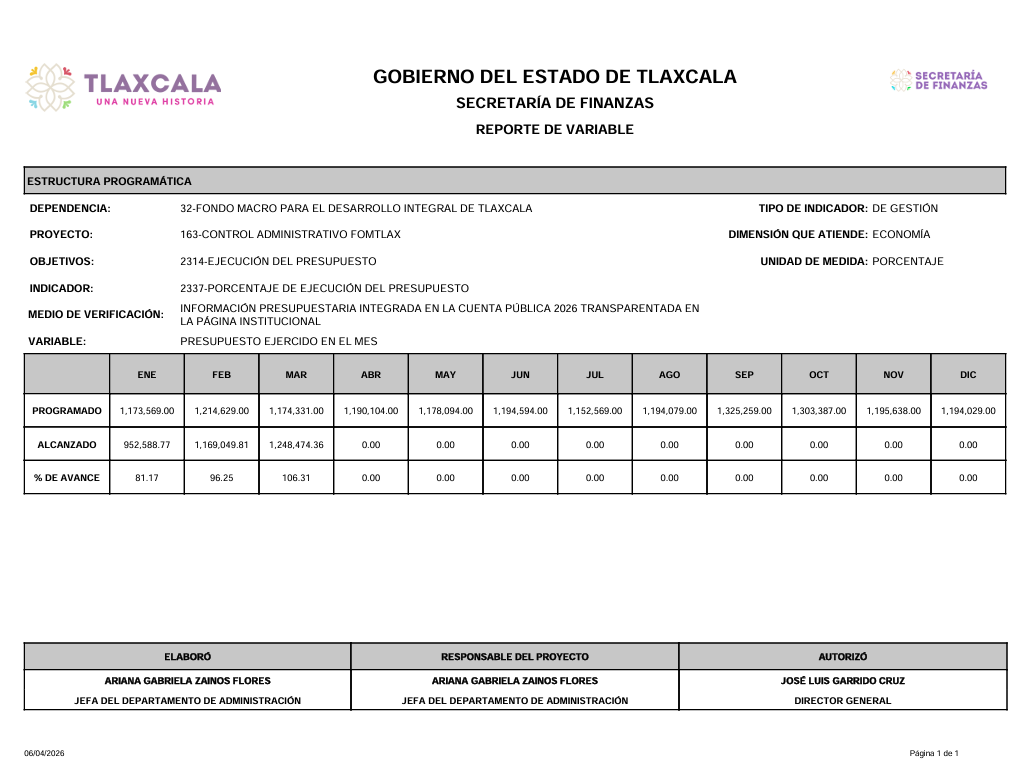 TLAXCALA
UNA NUEVA HISTORIA
GOBIERNO DEL ESTADO DE TLAXCALA
SECRETARÍA DE FINANZAS
REPORTE DE VARIABLE
SECRETARÍA
DE FINANZAS
ESTRUCTURA PROGRAMÁTICA
DEPENDENCIA: 32-FONDO MACRO PARA EL DESARROLLO INTEGRAL DE TLAXCALA TIPO DE INDICADOR: DE GESTIÓN
PROYECTO: 163-CONTROL ADMINISTRATIVO FOMTLAX DIMENSIÓN QUE ATIENDE: ECONOMÍA
OBJETIVOS: 2314-EJECUCIÓN DEL PRESUPUESTO UNIDAD DE MEDIDA: PORCENTAJE
INDICADOR: 2337-PORCENTAJE DE EJECUCIÓN DEL PRESUPUESTO
MEDIO DE VERIFICACIÓN: INFORMACIÓN PRESUPUESTARIA INTEGRADA EN LA CUENTA PÚBLICA 2026 TRANSPARENTADA EN
LA PÁGINA INSTITUCIONAL
VARIABLE: PRESUPUESTO EJERCIDO EN EL MES
ENE FEB MAR ABR MAY JUN JUL AGO SEP OCT NOV DIC
PROGRAMADO 1,173,569.00 1,214,629.00 1,174,331.00 1,190,104.00 1,178,094.00 1,194,594.00 1,152,569.00 1,194,079.00 1,325,259.00 1,303,387.00 1,195,638.00 1,194,029.00
ALCANZADO 952,588.77 1,169,049.81 1,248,474.36 0.00 0.00 0.00 0.00 0.00 0.00 0.00 0.00 0.00
% DE AVANCE 81.17 96.25 106.31 0.00 0.00 0.00 0.00 0.00 0.00 0.00 0.00 0.00
ELABORÓ RESPONSABLE DEL PROYECTO AUTORIZÓ
ARIANA GABRIELA ZAINOS FLORES ARIANA GABRIELA ZAINOS FLORES JOSÉ LUIS GARRIDO CRUZ
JEFA DEL DEPARTAMENTO DE ADMINISTRACIÓN JEFA DEL DEPARTAMENTO DE ADMINISTRACIÓN DIRECTOR GENERAL
06/04/2026 Página 1 de 1